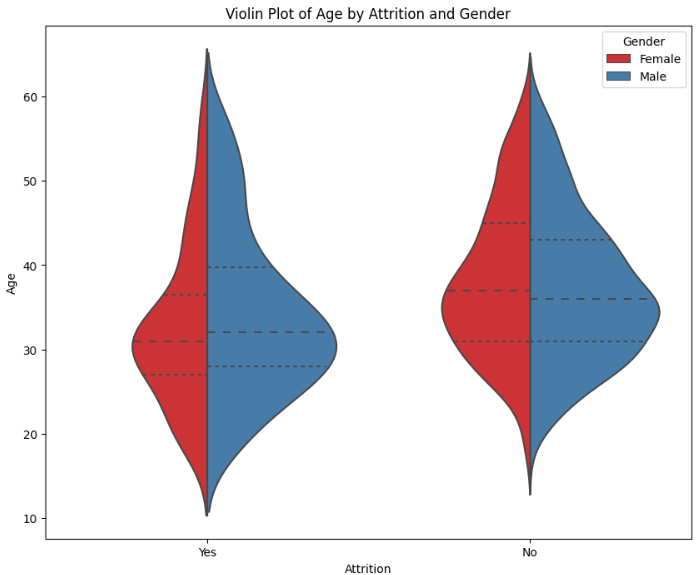 Violin Plot of Age by Attrition and Gender
Gender
Female
Male
60
50
40
30
20
10
Age
Yes
No
Attrition